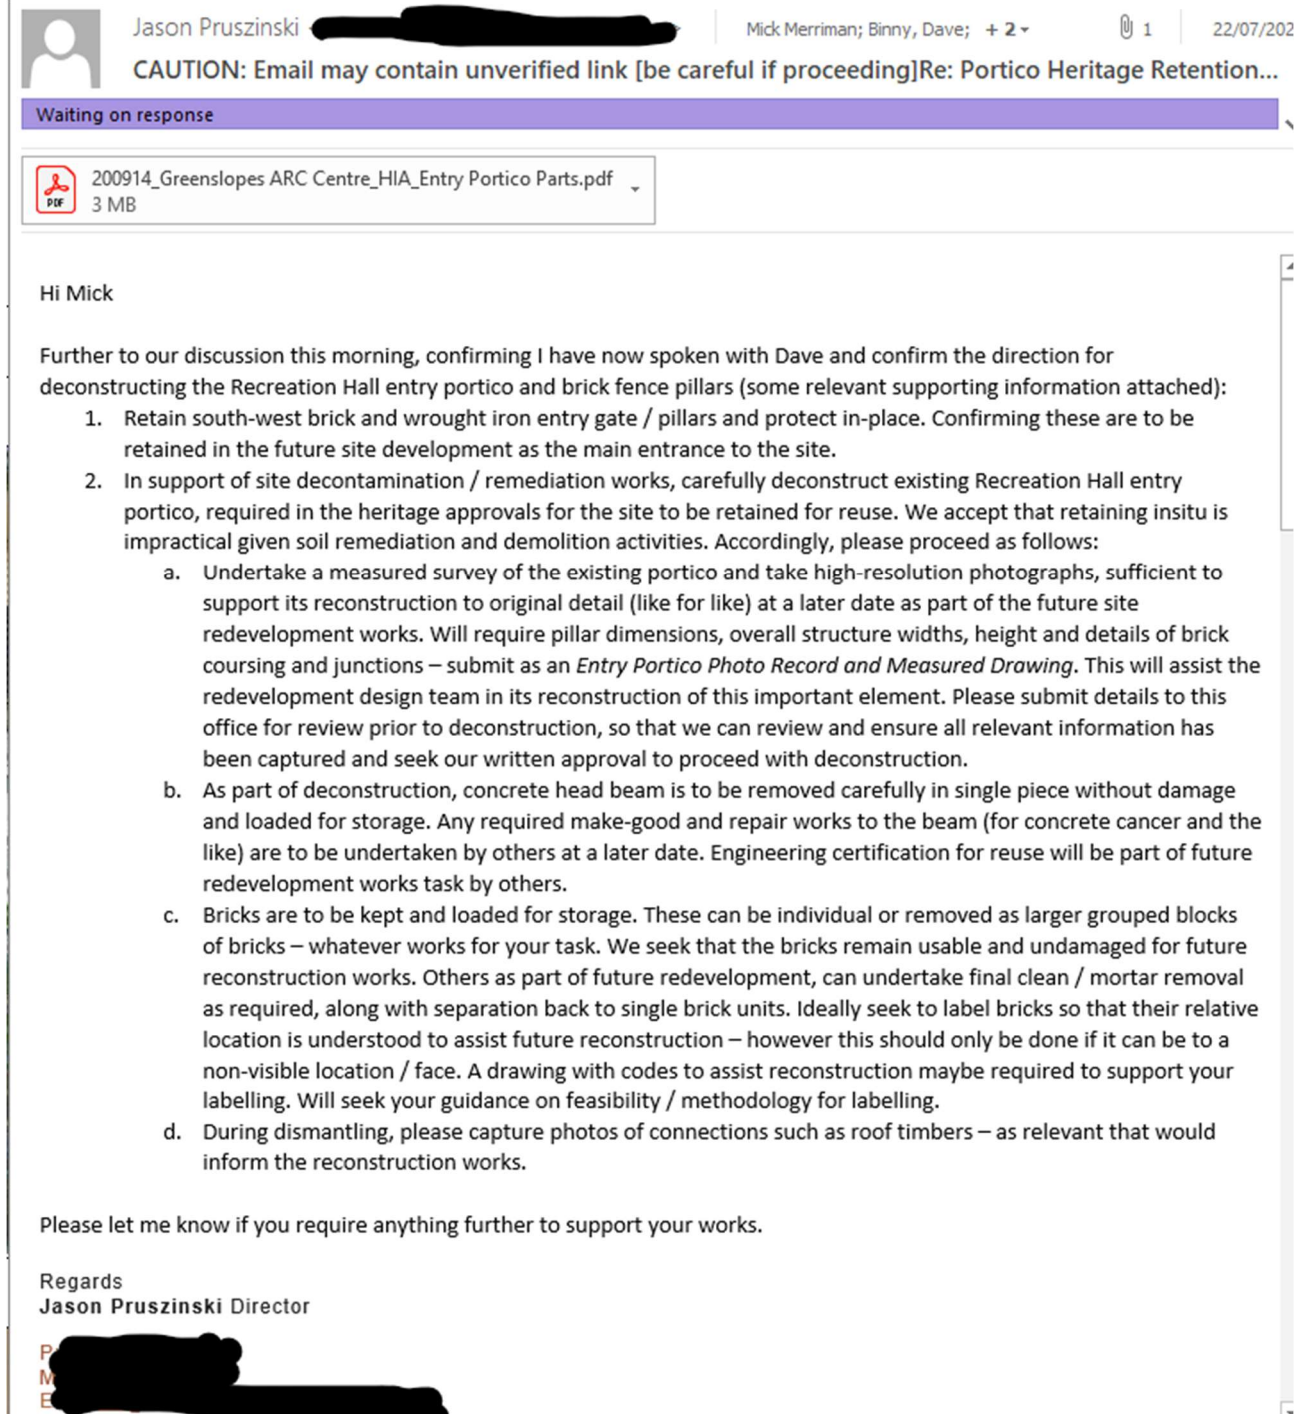 Jason Pruszinski
Mick Merriman; Binny, Dave; + 2
1
22/07/202
CAUTION: Email may contain unverified link [be careful if proceeding]Re: Portico Heritage Retention...
Waiting on response
200914_Greenslopes ARC Centre_HIA_Entry Portico Parts.pdf
PDF
3 MB
Hi Mick
Further to our discussion this morning, confirming I have now spoken with Dave and confirm the direction for
deconstructing the Recreation Hall entry portico and brick fence pillars (some relevant supporting information attached):
1. Retain south-west brick and wrought iron entry gate / pillars and protect in-place. Confirming these are to be
retained in the future site development as the main entrance to the site.
2. In support of site decontamination / remediation works, carefully deconstruct existing Recreation Hall entry
portico, required in the heritage approvals for the site to be retained for reuse. We accept that retaining insitu is
impractical given soil remediation and demolition activities. Accordingly, please proceed as follows:
a. Undertake a measured survey of the existing portico and take high-resolution photographs, sufficient to
support its reconstruction to original detail (like for like) at a later date as part of the future site
redevelopment works. Will require pillar dimensions, overall structure widths, height and details of brick
coursing and junctions – submit as an Entry Portico Photo Record and Measured Drawing. This will assist the
redevelopment design team in its reconstruction of this important element. Please submit details to this
office for review prior to deconstruction, so that we can review and ensure all relevant information has
been captured and seek our written approval to proceed with deconstruction.
b. As part of deconstruction, concrete head beam is to be removed carefully in single piece without damage
and loaded for storage. Any required make-good and repair works to the beam (for concrete cancer and the
like) are to be undertaken by others at a later date. Engineering certification for reuse will be part of future
redevelopment works task by others.
c. Bricks are to be kept and loaded for storage. These can be individual or removed as larger grouped blocks
of bricks – whatever works for your task. We seek that the bricks remain usable and undamaged for future
reconstruction works. Others as part of future redevelopment, can undertake final clean / mortar removal
as required, along with separation back to single brick units. Ideally seek to label bricks so that their relative
location is understood to assist future reconstruction – however this should only be done if it can be to a
non-visible location / face. A drawing with codes to assist reconstruction maybe required to support your
labelling. Will seek your guidance on feasibility / methodology for labelling.
d. During dismantling, please capture photos of connections such as roof timbers – as relevant that would
inform the reconstruction works.
Please let me know if you require anything further to support your works.
Regards
Jason Pruszinski Director
P
M
E